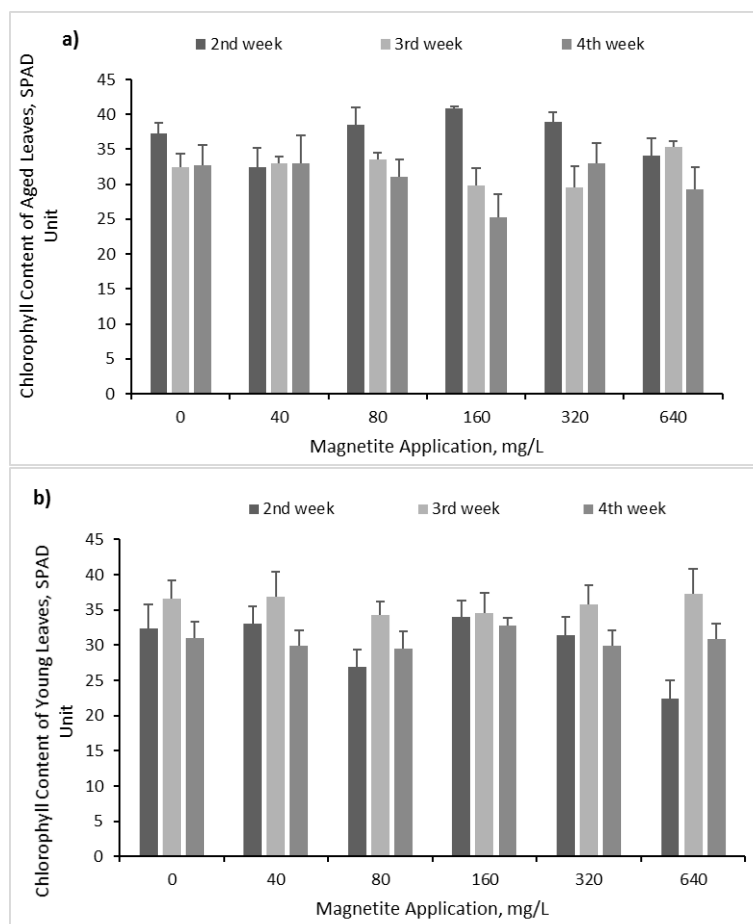 a)
2nd week 3rd week 4th week
Chlorophyll Content of Aged Leaves, SPAD
Unit
45
40
35
30
25
20
15
10
5
0
0 40 80 160 320 640
Magnetite Application, mg/L
b)
2nd week 3rd week 4th week
Chlorophyll Content of Young Leaves, SPAD
Unit
45
40
35
30
25
20
15
10
5
0
0 40 80 160 320 640
Magnetite Application, mg/L